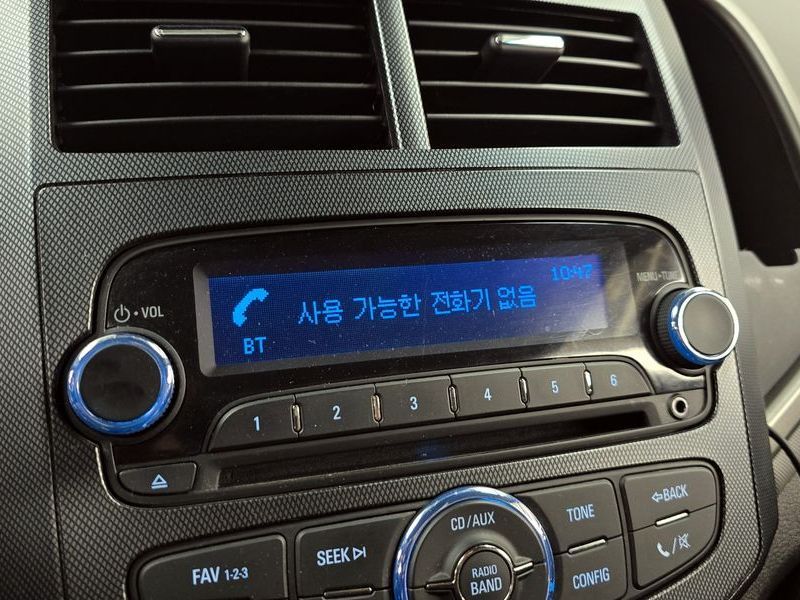 MENU•TUNE
10:47
사용 가능한 전화기 없음
BT
•VOL
1
2
3
4
5
6
CD/AUX
TONE
BACK
FAV 1-2-3
SEEK
RADIO
BAND
CONFIG
/